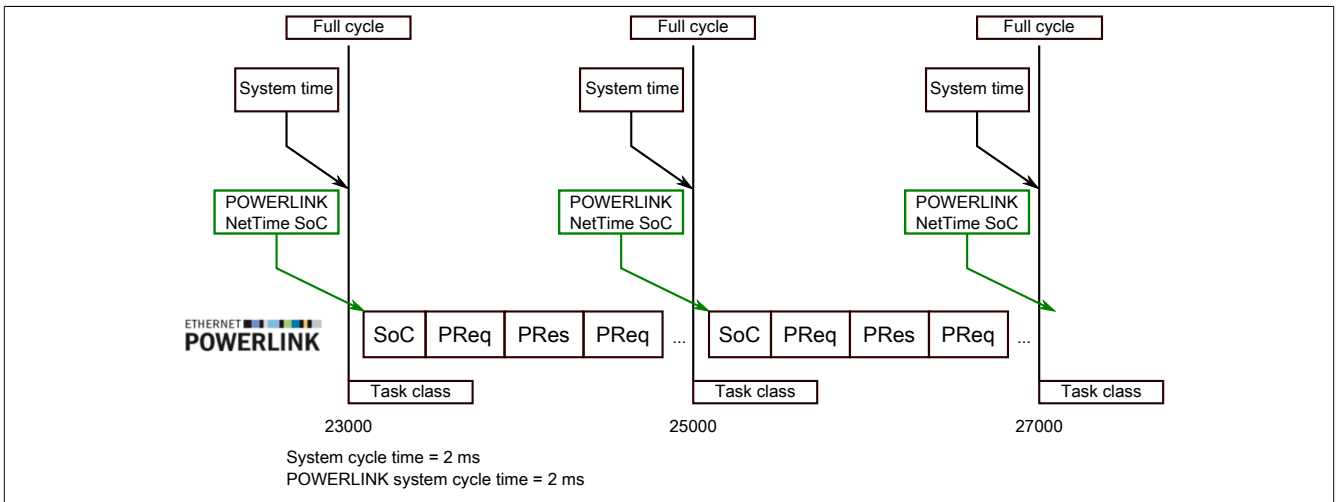 Full cycle Full cycle Full cycle
System time System time System time
POWERLINK POWERLINK POWERLINK
NetTime SoC NetTime SoC NetTime SoC
ETHERNET
POWERLINK
SoC PReq PRes PReq ... SoC PReq PRes PReq ...
Task class Task class Task class
23000 25000 27000
System cycle time = 2 ms
POWERLINK system cycle time = 2 ms